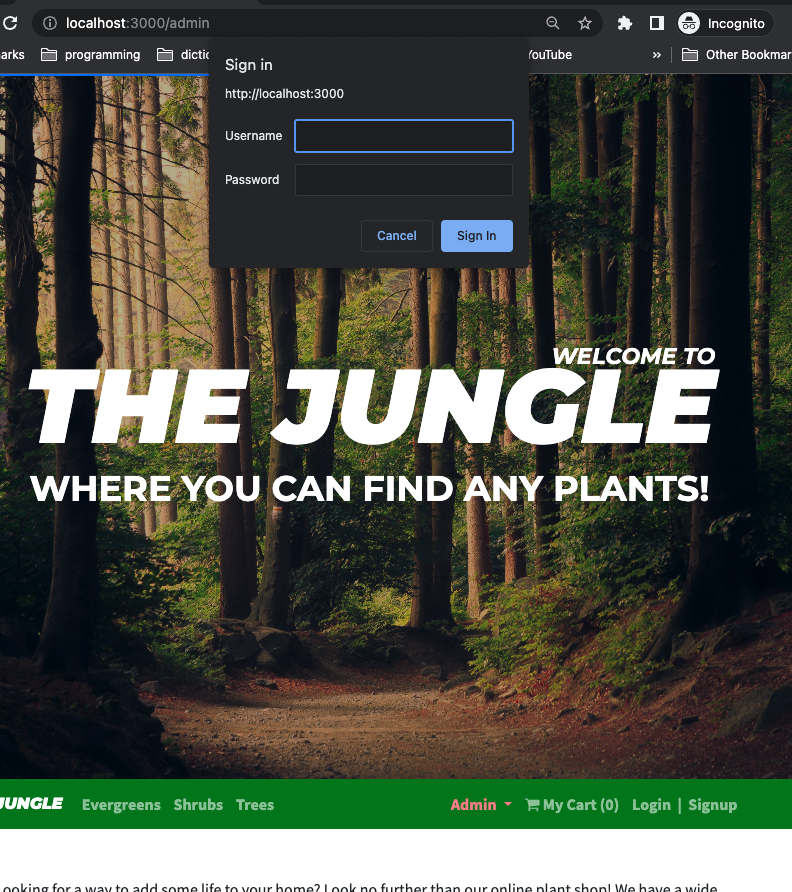 localhost:3000/admin
Incognito
arks programming YouTube » Other Bookmar
Sign in
http://localhost:3000
Username
Password
Cancel Sign In
WELCOME TO
THE JUNGLE
WHERE YOU CAN FIND ANY PLANTS!
JUNGLE Evergreens Shrubs Trees Admin My Cart (0) Login | Signup
ooking for a way to add some life to your home? Look no further than our online plant shop! We have a wide